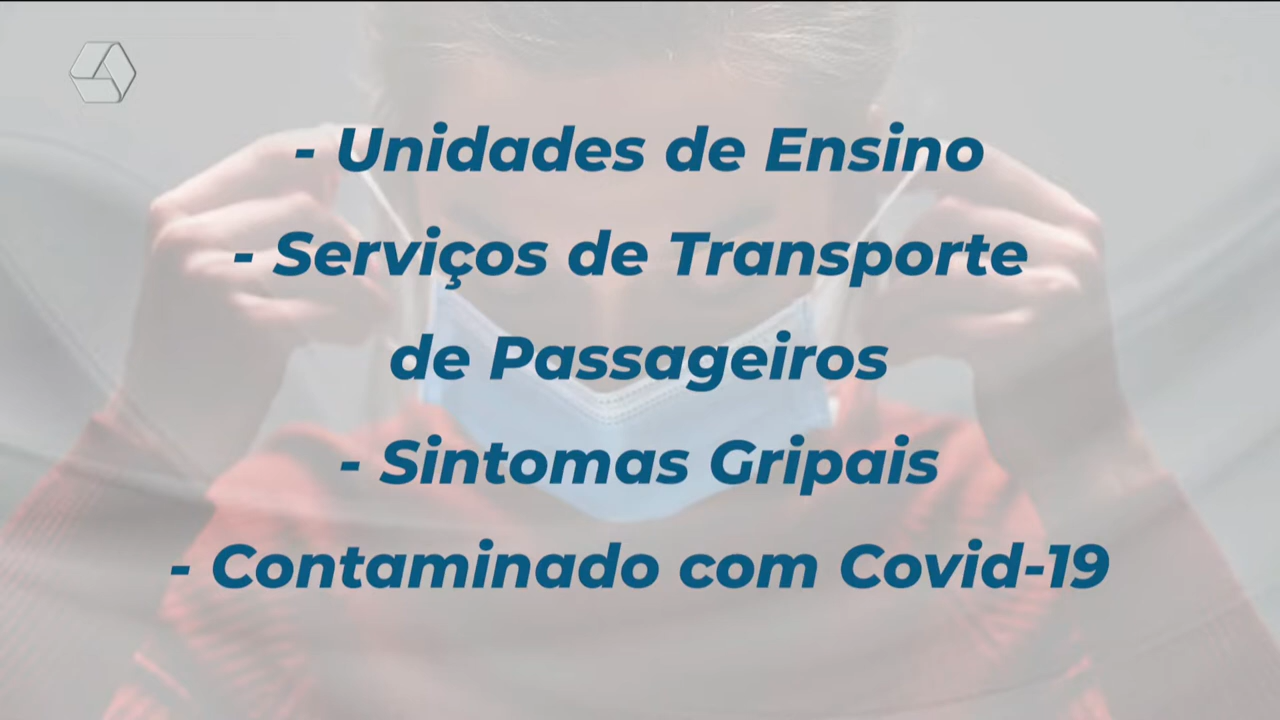 - Unidades de Ensino
- Serviços de Transporte
de Passageiros
- Sintomas Gripais
- Contaminado com Covid-19